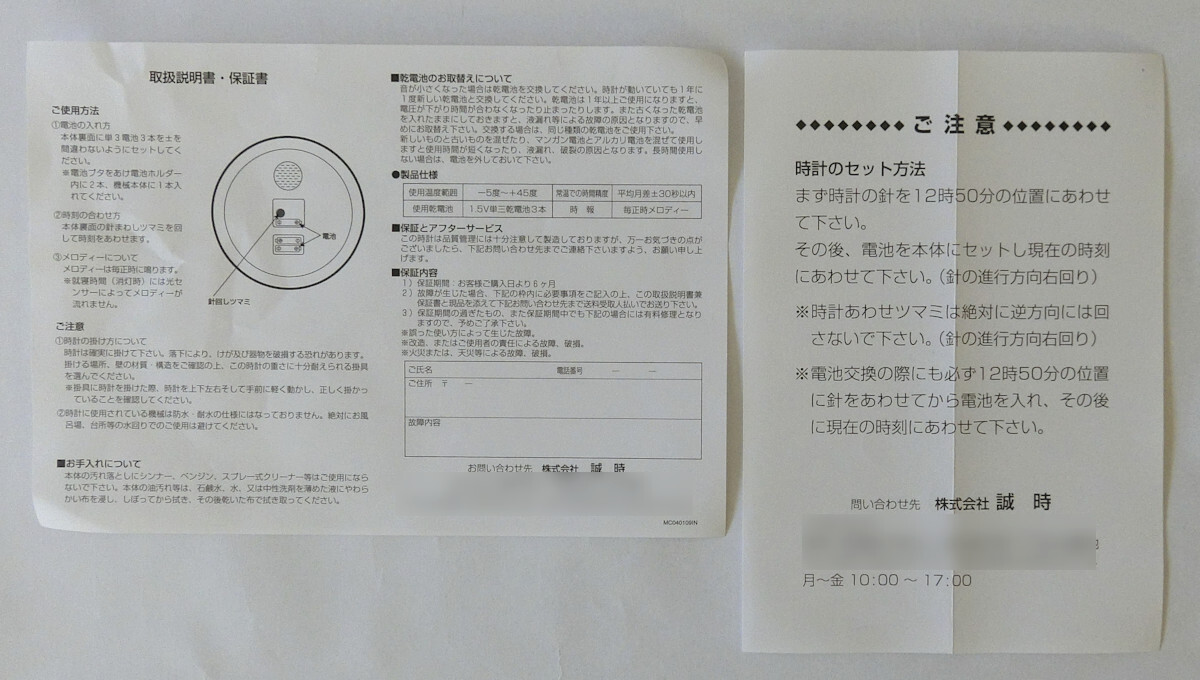 取扱説明書・保証書
ご使用方法
①電池の入れ方
本体裏面に単3電池3本を±を
間違わないようにセットしてく
ださい。
※電池ブタをあけ電池ホルダー
内に2本、機械本体に1本入
れてください。
②時刻の合わせ方
本体裏面の針まわしツマミを回
して時刻をあわせます。
③メロディーについて
メロディーは毎正時に鳴ります。
※就寝時間（消灯時）には光セ
ンサーによってメロディーが
流れません。
電池
針回しツマミ
ご注意
①時計の掛け方について
時計は確実に掛けて下さい。落下により、けが及び器物を破損する恐れがあります。
掛ける場所、壁の材質・構造をご確認の上、この時計の重さに十分耐えられる掛具
を選んでください。
※掛具に時計を掛けた際、時計を上下左右そして手前に軽く動かし、正しく掛かっ
ていることを確認してください。
②時計に使用されている機械は防水・耐水の仕様にはなっておりません。絶対にお風
呂場、台所等の水回りでのご使用は避けてください。
■お手入れについて
本体の汚れ落としにシンナー、ベンジン、スプレー式クリーナー等はご使用になら
ないで下さい。本体の油汚れ等は、石鹸水、水、又は中性洗剤を薄めた液にやわら
かい布を浸し、しぼってから拭き、その後乾いた布で拭き取ってください。
■乾電池のお取替えについて
音が小さくなった場合は乾電池を交換してください。時計が動いていても1年に
1度新しい乾電池と交換してください。乾電池は1年以上ご使用になりますと、
電圧が下がり時間が合わなくなったり止まったりします。また古くなった乾電池
を入れたままにしておきますと、液漏れ等による故障の原因となりますので、早
めにお取替え下さい。交換する場合は、同じ種類の乾電池をご使用下さい。
新しいものと古いものを混ぜたり、マンガン電池とアルカリ電池を混ぜて使用し
ますと使用時間が短くなったり、液漏れ、破裂の原因となります。長時間使用し
ない場合は、電池を外しておいて下さい。
●製品仕様
使用温度範囲 －5度～＋45度 常温での時間精度 平均月差±30秒以内
使用乾電池 1.5V単三乾電池3本 時 報 毎正時メロディー
■保証とアフターサービス
この時計は品質管理には十分注意して製造しておりますが、万一お気づきの点が
ございましたら、下記お問い合わせ先までご連絡下さいますよう、お願い申し上
げます。
■保証内容
1）保証期間：お客様ご購入日より6ヶ月
2）故障が生じた場合、下記の枠内に必要事項をご記入の上、この取扱説明書兼
保証書と現品を添えて下記お問い合わせ先まで送料受取人払いでお送り下さい。
3）保証期間の過ぎたもの、また保証期間中でも下記の場合には有料修理となり
ますので、予めご了承下さい。
※誤った使い方によって生じた故障。
※改造、またはご使用者の責任による故障、破損。
※火災または、天災等による故障、破損。
ご氏名 電話番号 － －
ご住所 〒 －
故障内容
お問い合わせ先 株式会社 誠 時
MC040109IN
◆◆◆◆◆◆◆◆ ご 注 意 ◆◆◆◆◆◆◆◆
時計のセット方法
まず時計の針を12時50分の位置にあわせ
て下さい。
その後、電池を本体にセットし現在の時刻
にあわせて下さい。（針の進行方向右回り）
※時計あわせツマミは絶対に逆方向には回
さないで下さい。（針の進行方向右回り）
※電池交換の際にも必ず12時50分の位置
に針をあわせてから電池を入れ、その後
に現在の時刻にあわせて下さい。
問い合わせ先 株式会社 誠 時
月～金 10:00 ～ 17:00